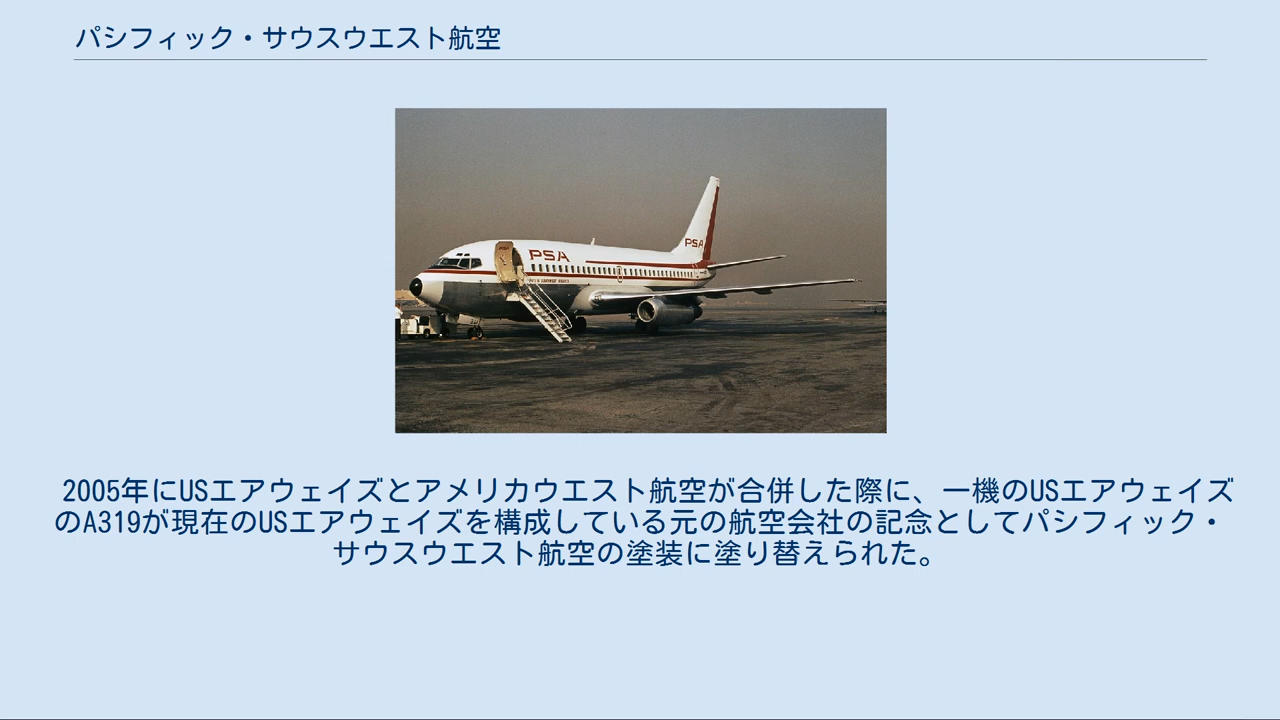 パシフィック・サウスウエスト航空
PSA
PSA
2005年にUSエアウェイズとアメリカウエスト航空が合併した際に、一機のUSエアウェイズ
のA319が現在のUSエアウェイズを構成している元の航空会社の記念としてパシフィック・
サウスウエスト航空の塗装に塗り替えられた。